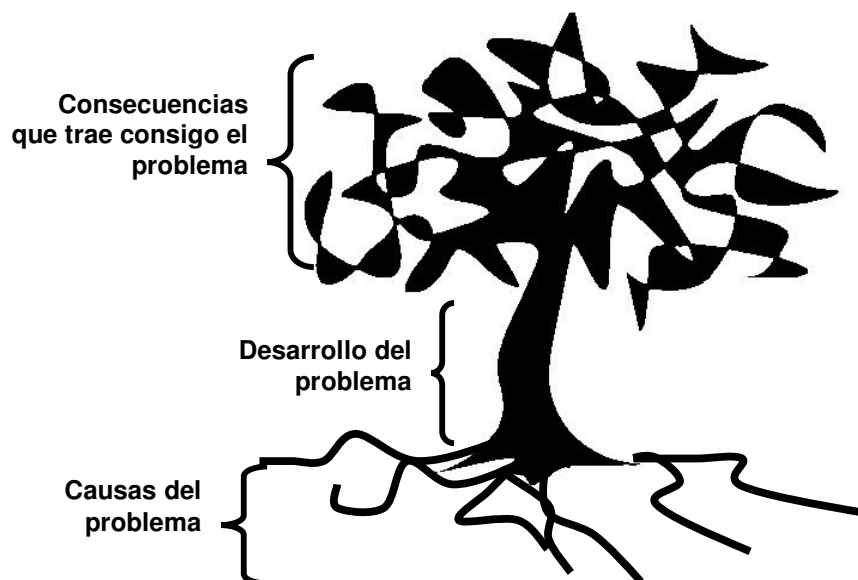 Consecuencias
que trae consigo el
problema
Desarrollo del
problema
Causas del
problema